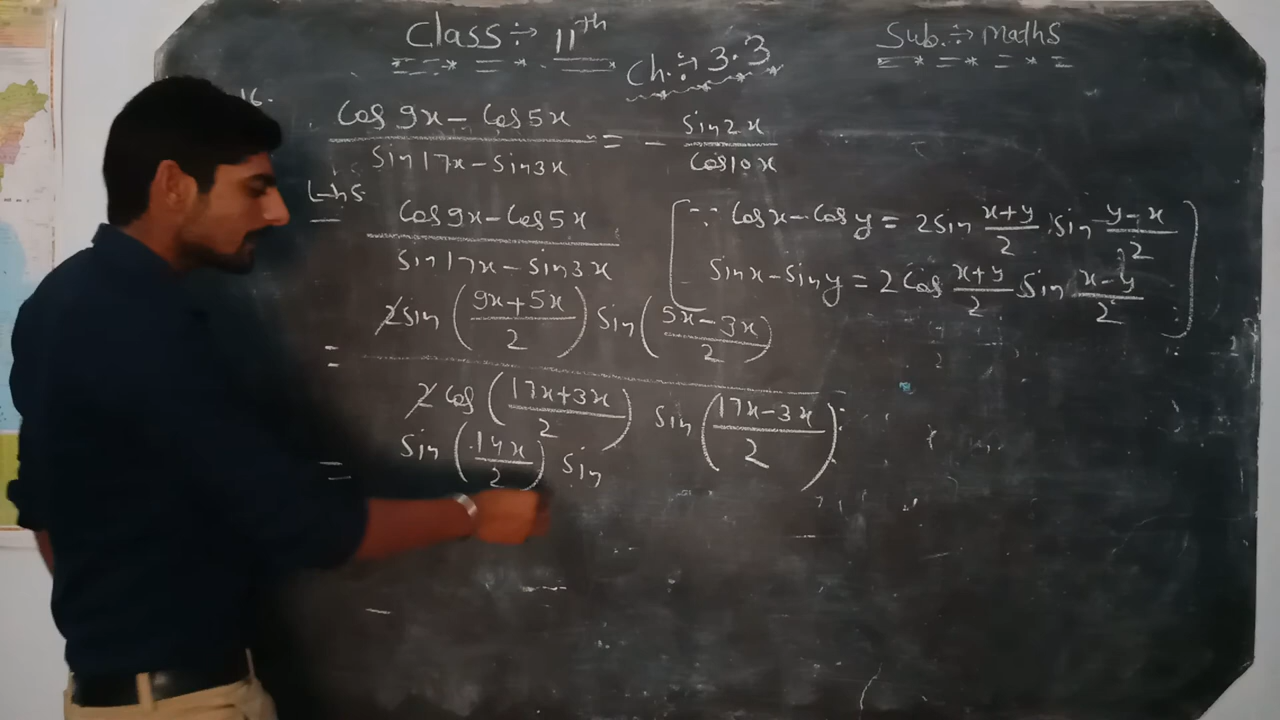 Class ÷ 11th
Sub. ÷ Maths
Ch. ÷ 3.3
16.
Cos 9x - Cos 5x / Sin 17x - Sin 3x = - Sin 2x / Cos 10x
L.h.s.
Cos 9x - Cos 5x / Sin 17x - Sin 3x
[∵ Cos x - Cos y = 2 Sin x+y/2 . Sin y-x/2
Sin x - Sin y = 2 Cos x+y/2 Sin x-y/2]
= 2 Sin (9x+5x/2) Sin (5x-3x/2) / 2 Cos (17x+3x/2) Sin (17x-3x/2)
= Sin (14x/2) Sin